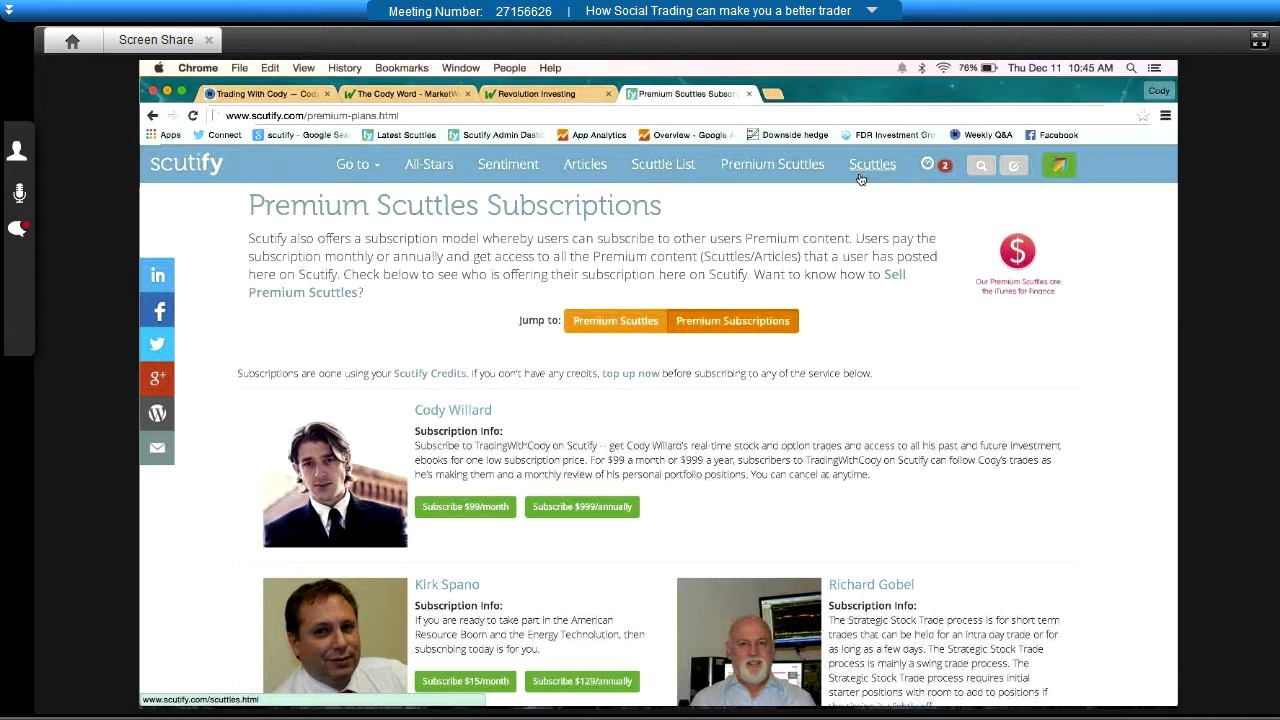 Meeting Number: 27156626 | How Social Trading can make you a better trader
Screen Share
Chrome File Edit View History Bookmarks Window People Help 76% Thu Dec 11 10:45 AM
Trading With Cody — Cod The Cody Word - MarketW Revolution Investing Premium Scuttles Subscri Cody
www.scutify.com/premium-plans.html
Apps Connect scutify - Google Sea Latest Scuttles Scutify Admin Dash App Analytics Overview - Google A Downside hedge FDR Investment Gro Weekly Q&A Facebook
scutify Go to All-Stars Sentiment Articles Scuttle List Premium Scuttles Scuttles 2
Premium Scuttles Subscriptions
Scutify also offers a subscription model whereby users can subscribe to other users Premium content. Users pay the
subscription monthly or annually and get access to all the Premium content (Scuttles/Articles) that a user has posted
here on Scutify. Check below to see who is offering their subscription here on Scutify. Want to know how to Sell
Premium Scuttles?
$
Our Premium Scuttles are
the iTunes for Finance
Jump to: Premium Scuttles Premium Subscriptions
Subscriptions are done using your Scutify Credits. If you don't have any credits, top up now before subscribing to any of the service below.
Cody Willard
Subscription Info:
Subscribe to TradingWithCody on Scutify -- get Cody Willard's real-time stock and option trades and access to all his past and future investment
ebooks for one low subscription price. For $99 a month or $999 a year, subscribers to TradingWithCody on Scutify can follow Cody's trades as
he's making them and a monthly review of his personal portfolio positions. You can cancel at anytime.
Subscribe $99/month Subscribe $999/annually
Kirk Spano
Subscription Info:
If you are ready to take part in the American
Resource Boom and the Energy Technolution, then
subscribing today is for you.
Subscribe $15/month Subscribe $129/annually
Richard Gobel
Subscription Info:
The Strategic Stock Trade process is for short term
trades that can be held for an intra day trade or for
as long as a few days. The Strategic Stock Trade
process is mainly a swing trade process. The
Strategic Stock Trade process requires initial
starter positions with room to add to positions if
www.scutify.com/scuttles.html